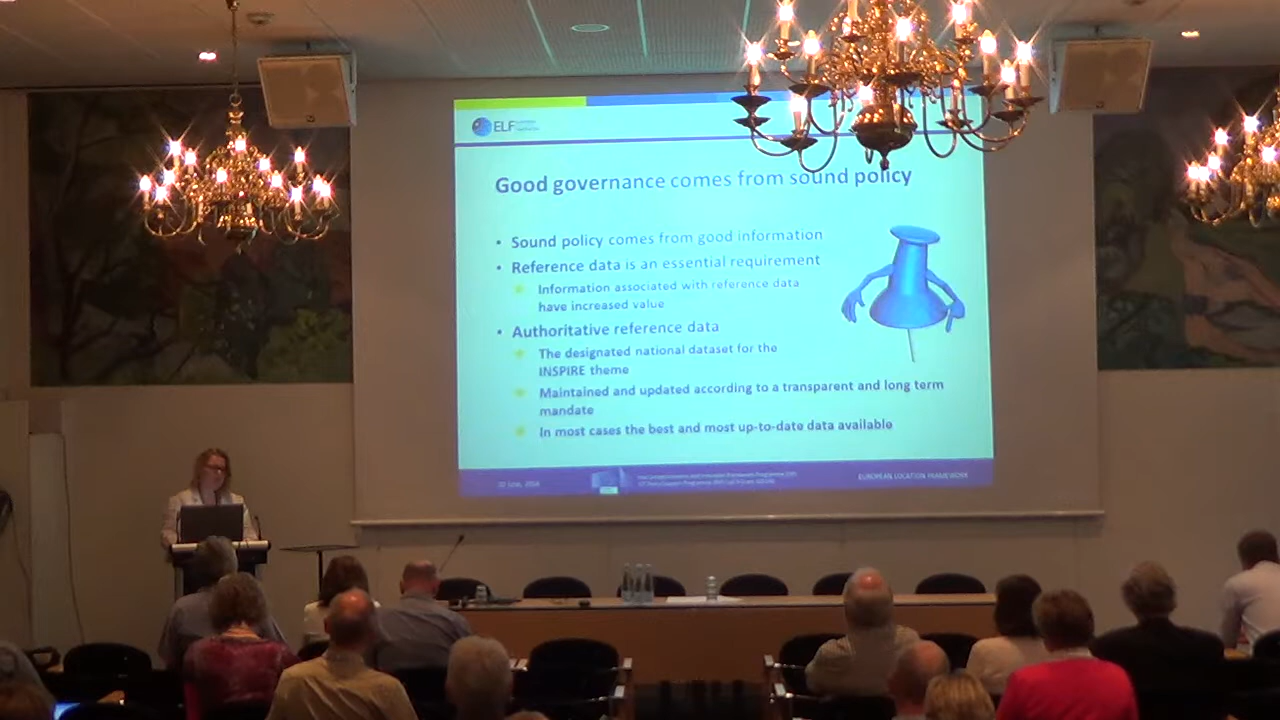 ELF
Good governance comes from sound policy
• Sound policy comes from good information
• Reference data is an essential requirement
Information associated with reference data
have increased value
• Authoritative reference data
The designated national dataset for the
INSPIRE theme
Maintained and updated according to a transparent and long term
mandate
In most cases the best and most up-to-date data available
EUROPEAN LOCATION FRAMEWORK